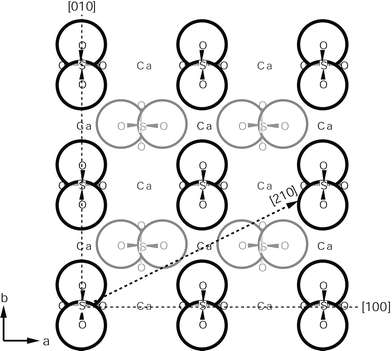 [010]
O O O
O S O Ca O S O Ca O S O
O O O
O O
Ca O S O Ca O S O Ca
O O
O O O
O S O Ca O S O Ca O S O
[210]
O O O
O O
Ca O S O Ca O S O Ca
O O
O O O
b
O S O Ca O S O Ca O S O [100]
O O O
a